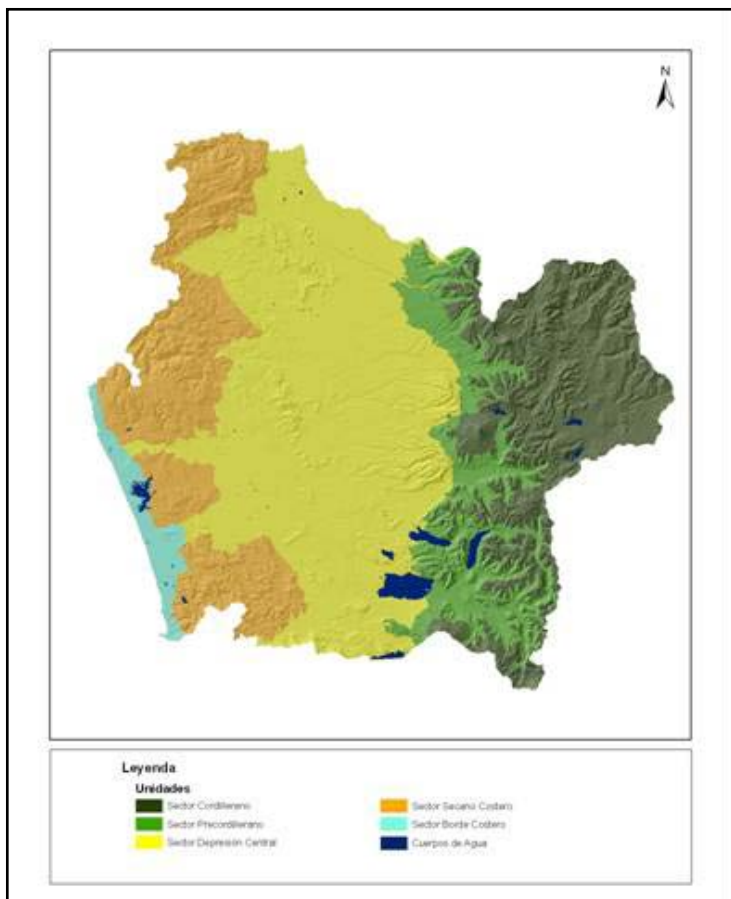 N
Leyenda
Unidades
Sector Cordillerano
Sector Precordillerano
Sector Depresión Central
Sector Secano Costero
Sector Borde Costero
Cuerpos de Agua